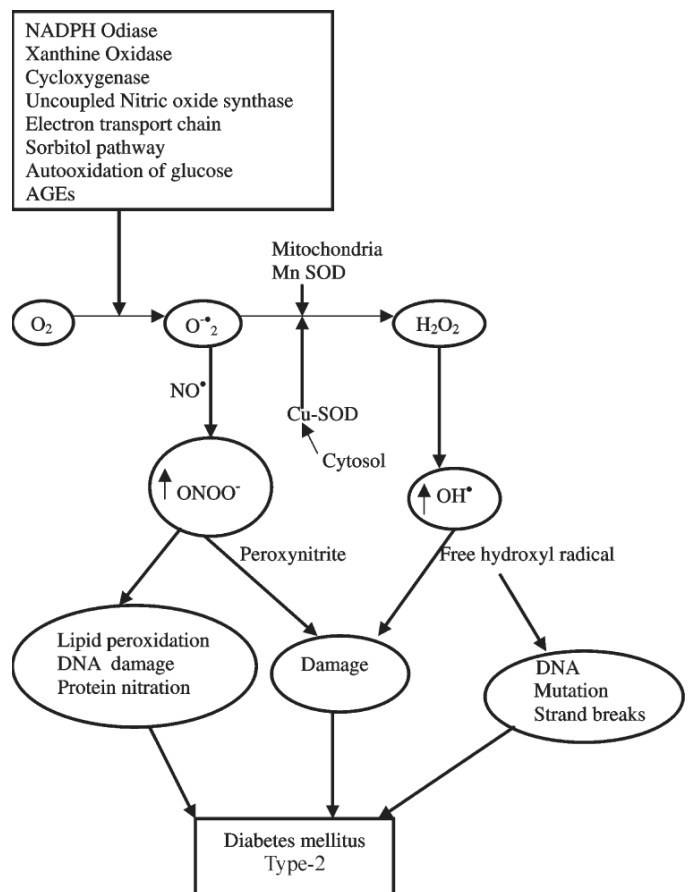 NADPH Odiase
Xanthine Oxidase
Cycloxygenase
Uncoupled Nitric oxide synthase
Electron transport chain
Sorbitol pathway
Autooxidation of glucose
AGEs
Mitochondria
Mn SOD
O₂
O⁻•₂
H₂O₂
NO•
Cu-SOD
Cytosol
↑ ONOO⁻
↑ OH•
Peroxynitrite
Free hydroxyl radical
Lipid peroxidation
DNA damage
Protein nitration
Damage
DNA
Mutation
Strand breaks
Diabetes mellitus
Type-2